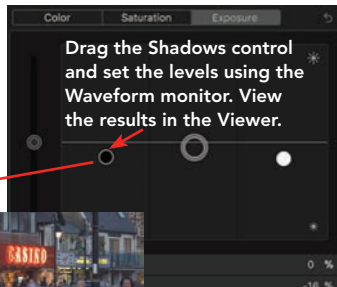 Color Saturation Exposure
Drag the Shadows control
and set the levels using the
Waveform monitor. View
the results in the Viewer.
CASINO
0 %
-16 %